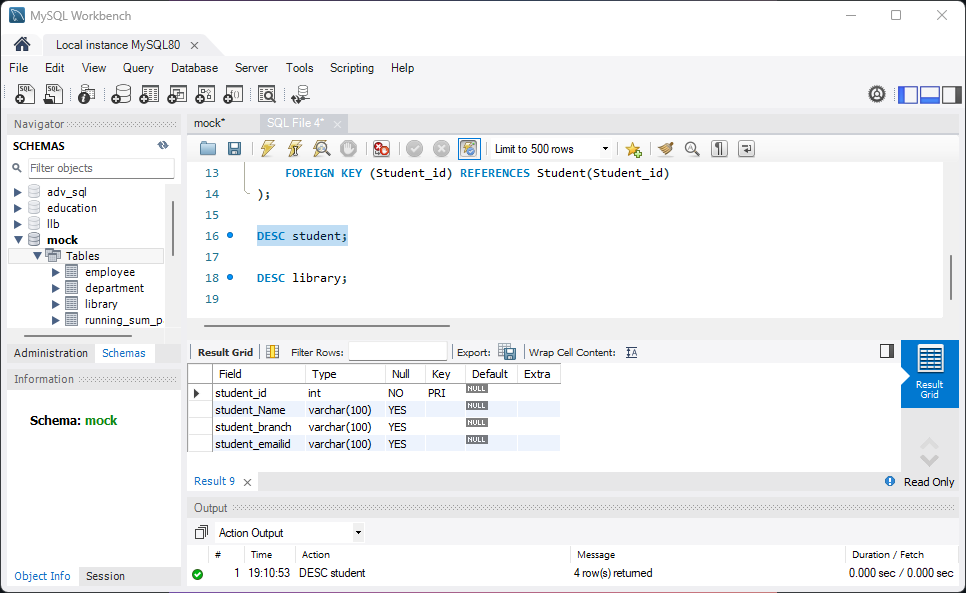 MySQL Workbench
Local instance MySQL80
File Edit View Query Database Server Tools Scripting Help
Navigator
SCHEMAS
Filter objects
adv_sql
education
llb
mock
Tables
employee
department
library
running_sum_p
Administration Schemas
Information
Schema: mock
Object Info Session
mock* SQL File 4*
Limit to 500 rows
13 FOREIGN KEY (Student_id) REFERENCES Student(Student_id)
14 );
15
16 DESC student;
17
18 DESC library;
19
Result Grid Filter Rows: Export: Wrap Cell Content:
Field Type Null Key Default Extra
student_id int NO PRI NULL
student_Name varchar(100) YES NULL
student_branch varchar(100) YES NULL
student_emailid varchar(100) YES NULL
Result
Grid
Result 9 Read Only
Output
Action Output
# Time Action Message Duration / Fetch
1 19:10:53 DESC student 4 row(s) returned 0.000 sec / 0.000 sec